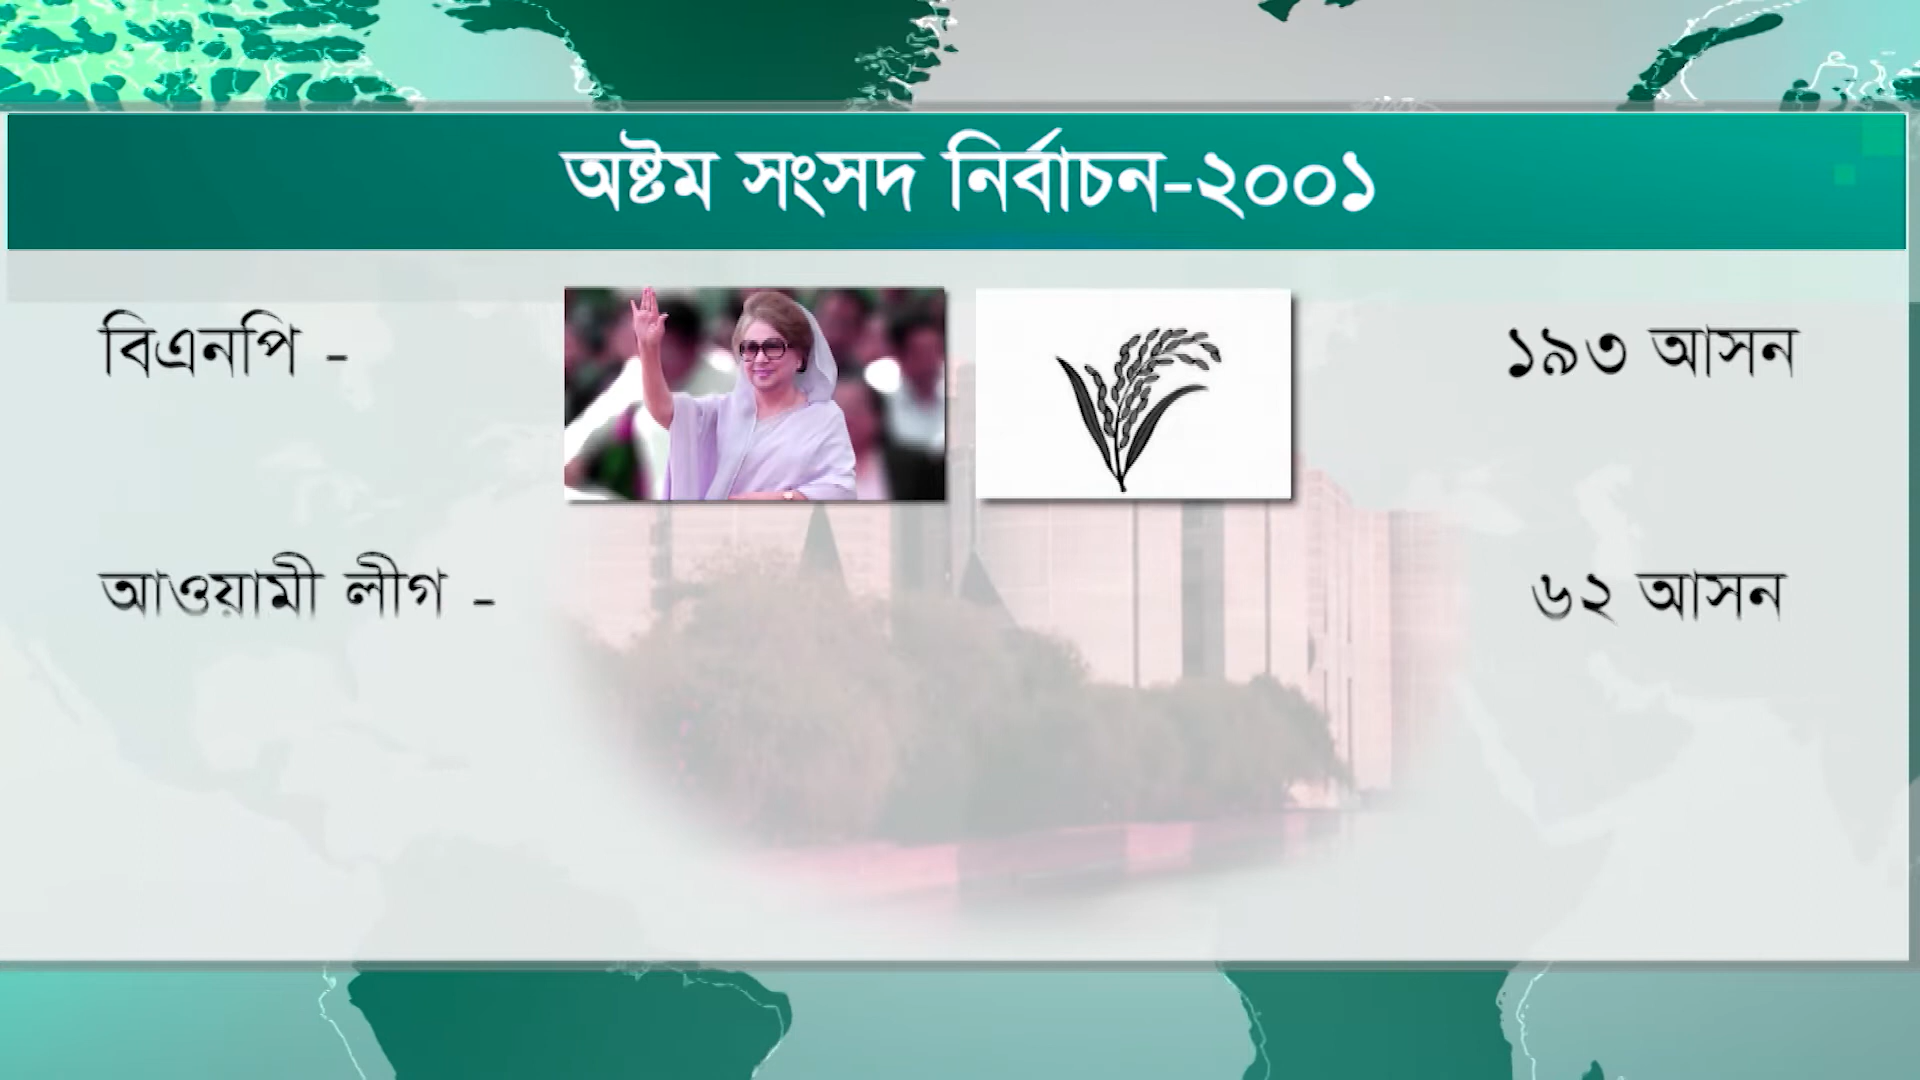 অষ্টম সংসদ নির্বাচন-২০০১
বিএনপি - ১৯৩ আসন
আওয়ামী লীগ - ৬২ আসন